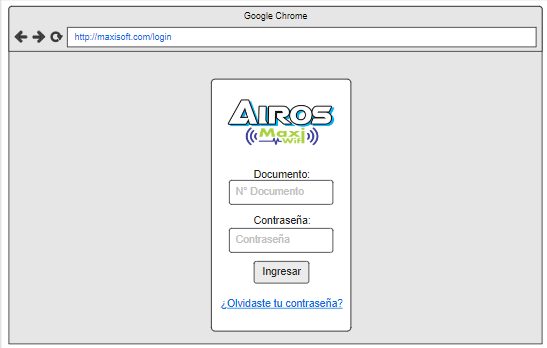 Google Chrome
http://maxisoft.com/login
AIROS
Maxi
Wifi
Documento:
N° Documento
Contraseña:
Contraseña
Ingresar
¿Olvidaste tu contraseña?